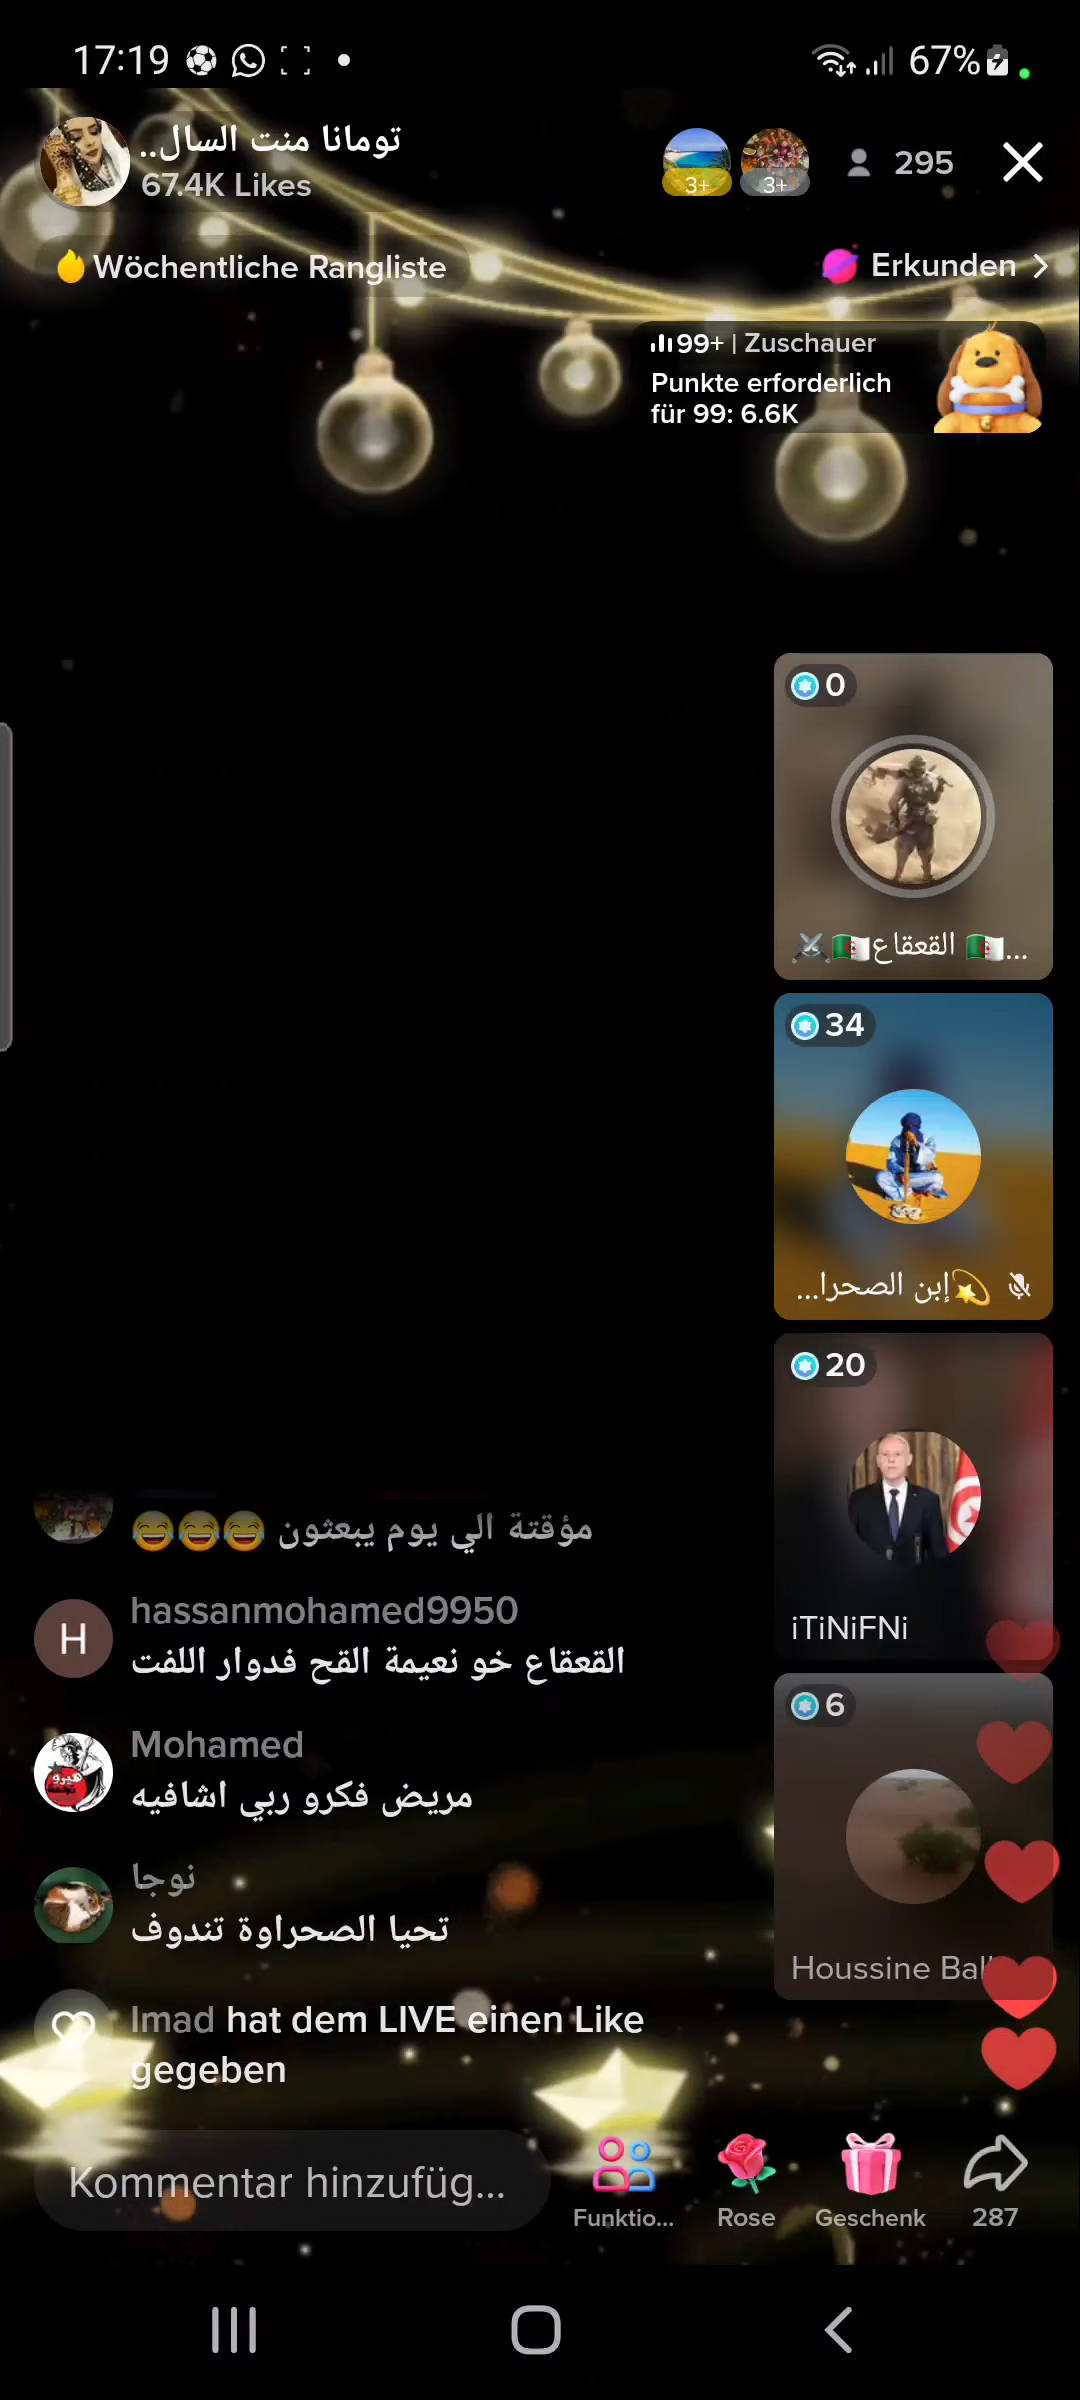 17:19
67%
تومانا منت السال..
67.4K Likes
3+
3+
295
Wöchentliche Rangliste
Erkunden
99+ | Zuschauer
Punkte erforderlich
für 99: 6.6K
0
القعقاع ...
34
إبن الصحرا...
20
iTiNiFNi
6
Houssine Bal
مؤقتة الي يوم يبعثون 😂😂😂
H
hassanmohamed9950
القعقاع خو نعيمة القح فدوار اللفت
Mohamed
مريض فكرو ربي اشافيه
نوجا
تحيا الصحراوة تندوف
Imad hat dem LIVE einen Like
gegeben
Kommentar hinzufüg...
Funktio...
Rose
Geschenk
287